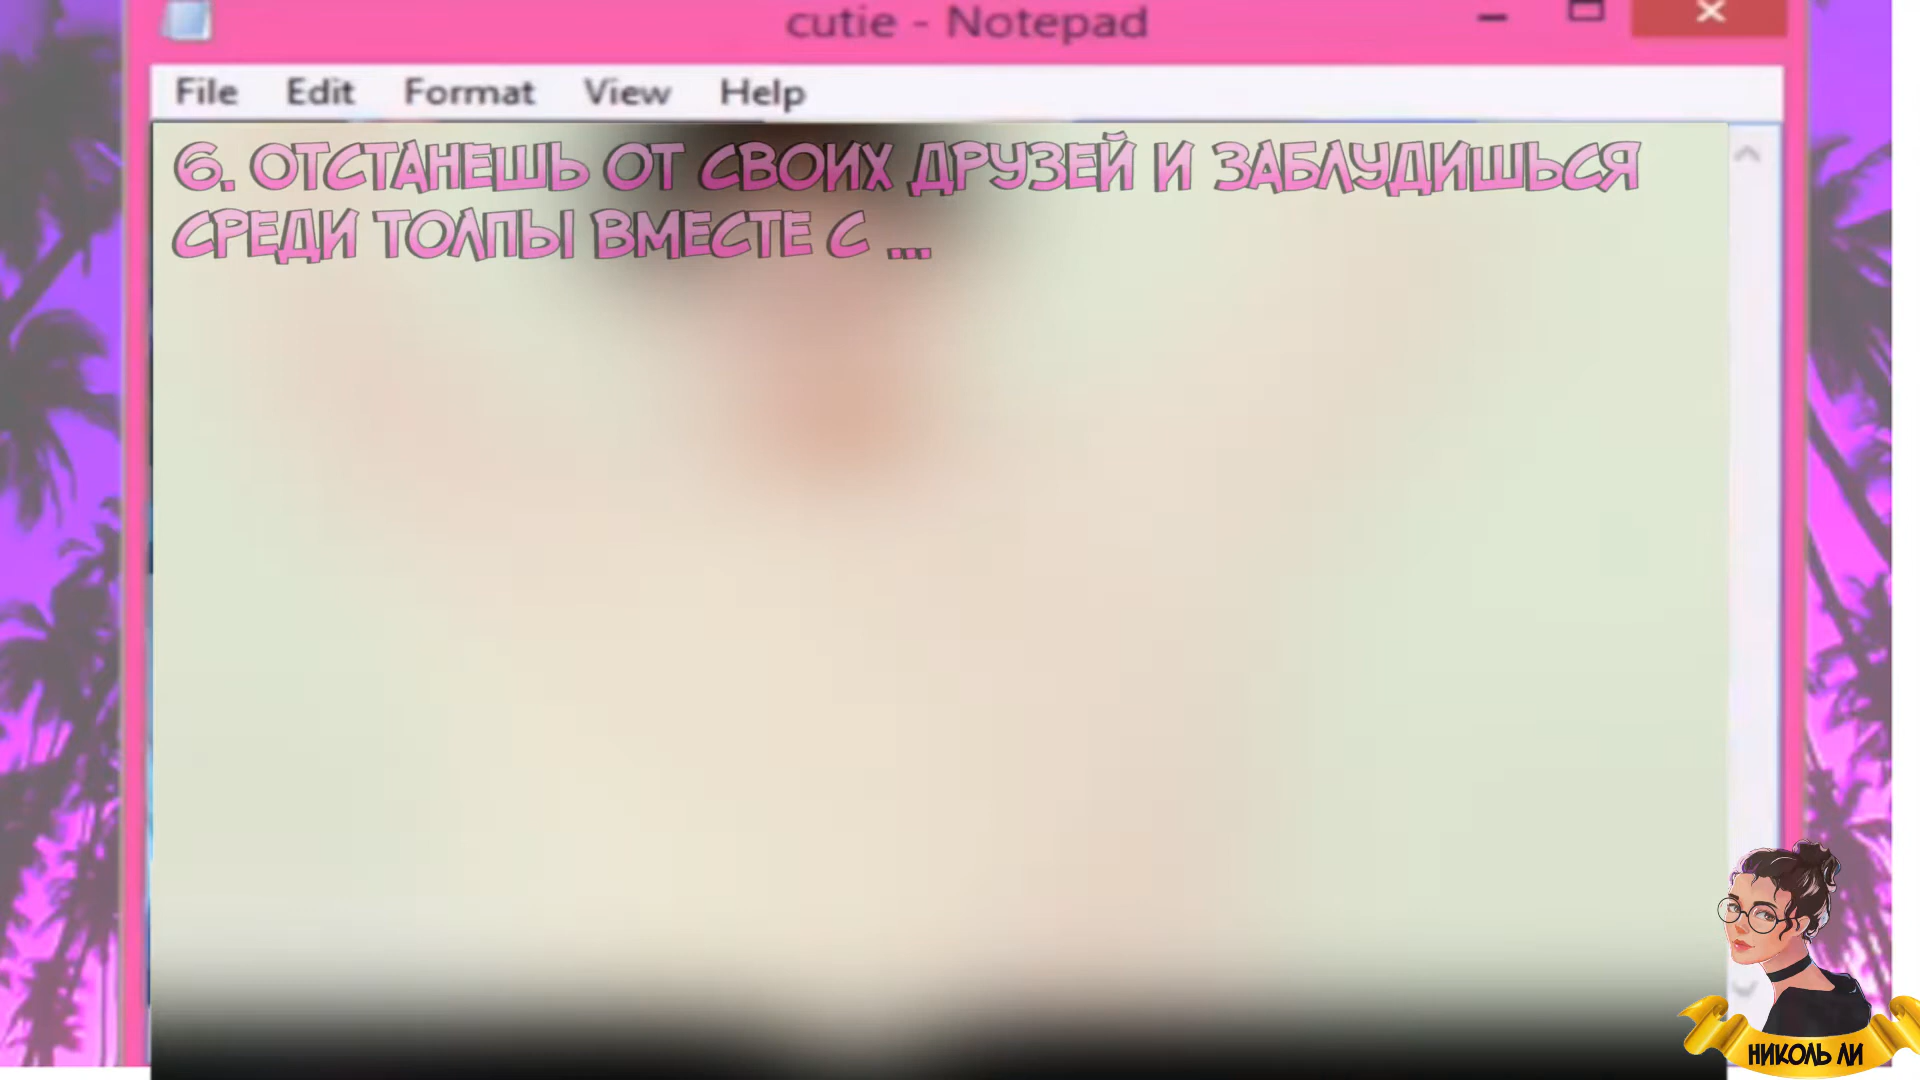 cutie - Notepad
File Edit Format View Help
6. ОТСТАНЕШЬ ОТ СВОИХ ДРУЗЕЙ И ЗАБЛУДИШЬСЯ
СРЕДИ ТОЛПЫ ВМЕСТЕ С ...
НИКОЛЬ ЛИ